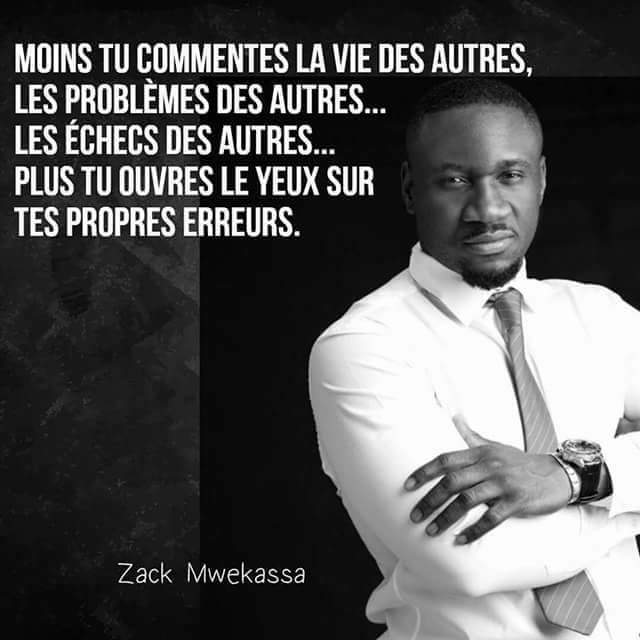 MOINS TU COMMENTES LA VIE DES AUTRES,
LES PROBLÈMES DES AUTRES...
LES ÉCHECS DES AUTRES...
PLUS TU OUVRES LE YEUX SUR
TES PROPRES ERREURS.
Zack Mwekassa